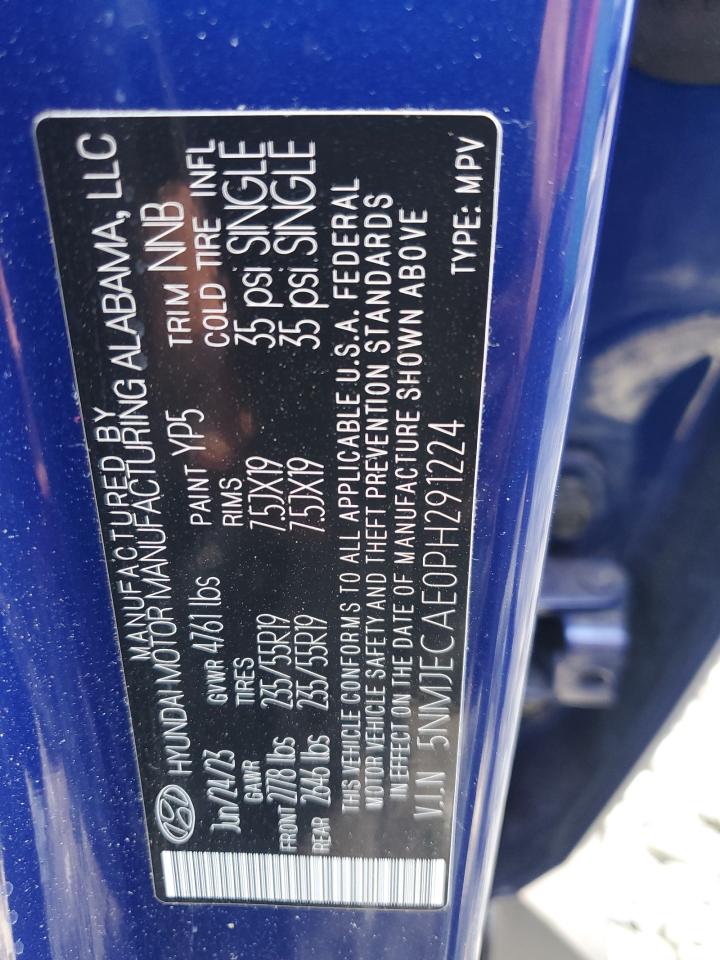 MANUFACTURED BY
HYUNDAI MOTOR MANUFACTURING ALABAMA, LLC
Jun/24/23 GVWR 4761 lbs PAINT YP5 TRIM NNB
GAWR TIRES RIMS COLD TIRE INFL
FRONT 2778 lbs 235/55R19 7.5JX19 35 psi SINGLE
REAR 2646 lbs 235/55R19 7.5JX19 35 psi SINGLE
THIS VEHICLE CONFORMS TO ALL APPLICABLE U.S.A. FEDERAL
MOTOR VEHICLE SAFETY AND THEFT PREVENTION STANDARDS
IN EFFECT ON THE DATE OF MANUFACTURE SHOWN ABOVE
V.I.N 5NMJECAE0PH291224 TYPE: MPV